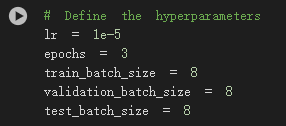 # Define the hyperparameters
lr = 1e-5
epochs = 3
train_batch_size = 8
validation_batch_size = 8
test_batch_size = 8